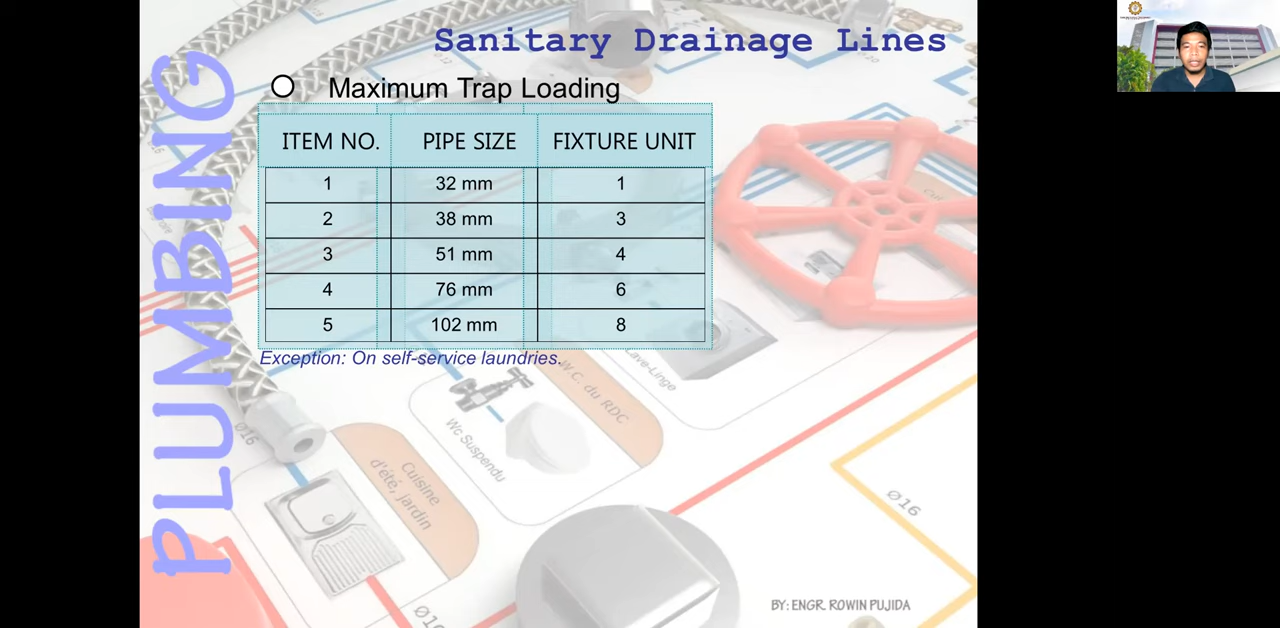 Sanitary Drainage Lines
PLUMBING
Maximum Trap Loading
ITEM NO. PIPE SIZE FIXTURE UNIT
1 32 mm 1
2 38 mm 3
3 51 mm 4
4 76 mm 6
5 102 mm 8
Exception: On self-service laundries.
W C. du RDC
Lave-Linge
Wc Suspendu
Cuisine
d'été, jardin
Ø16
Ø16
BY: ENGR. ROWIN PUJIDA